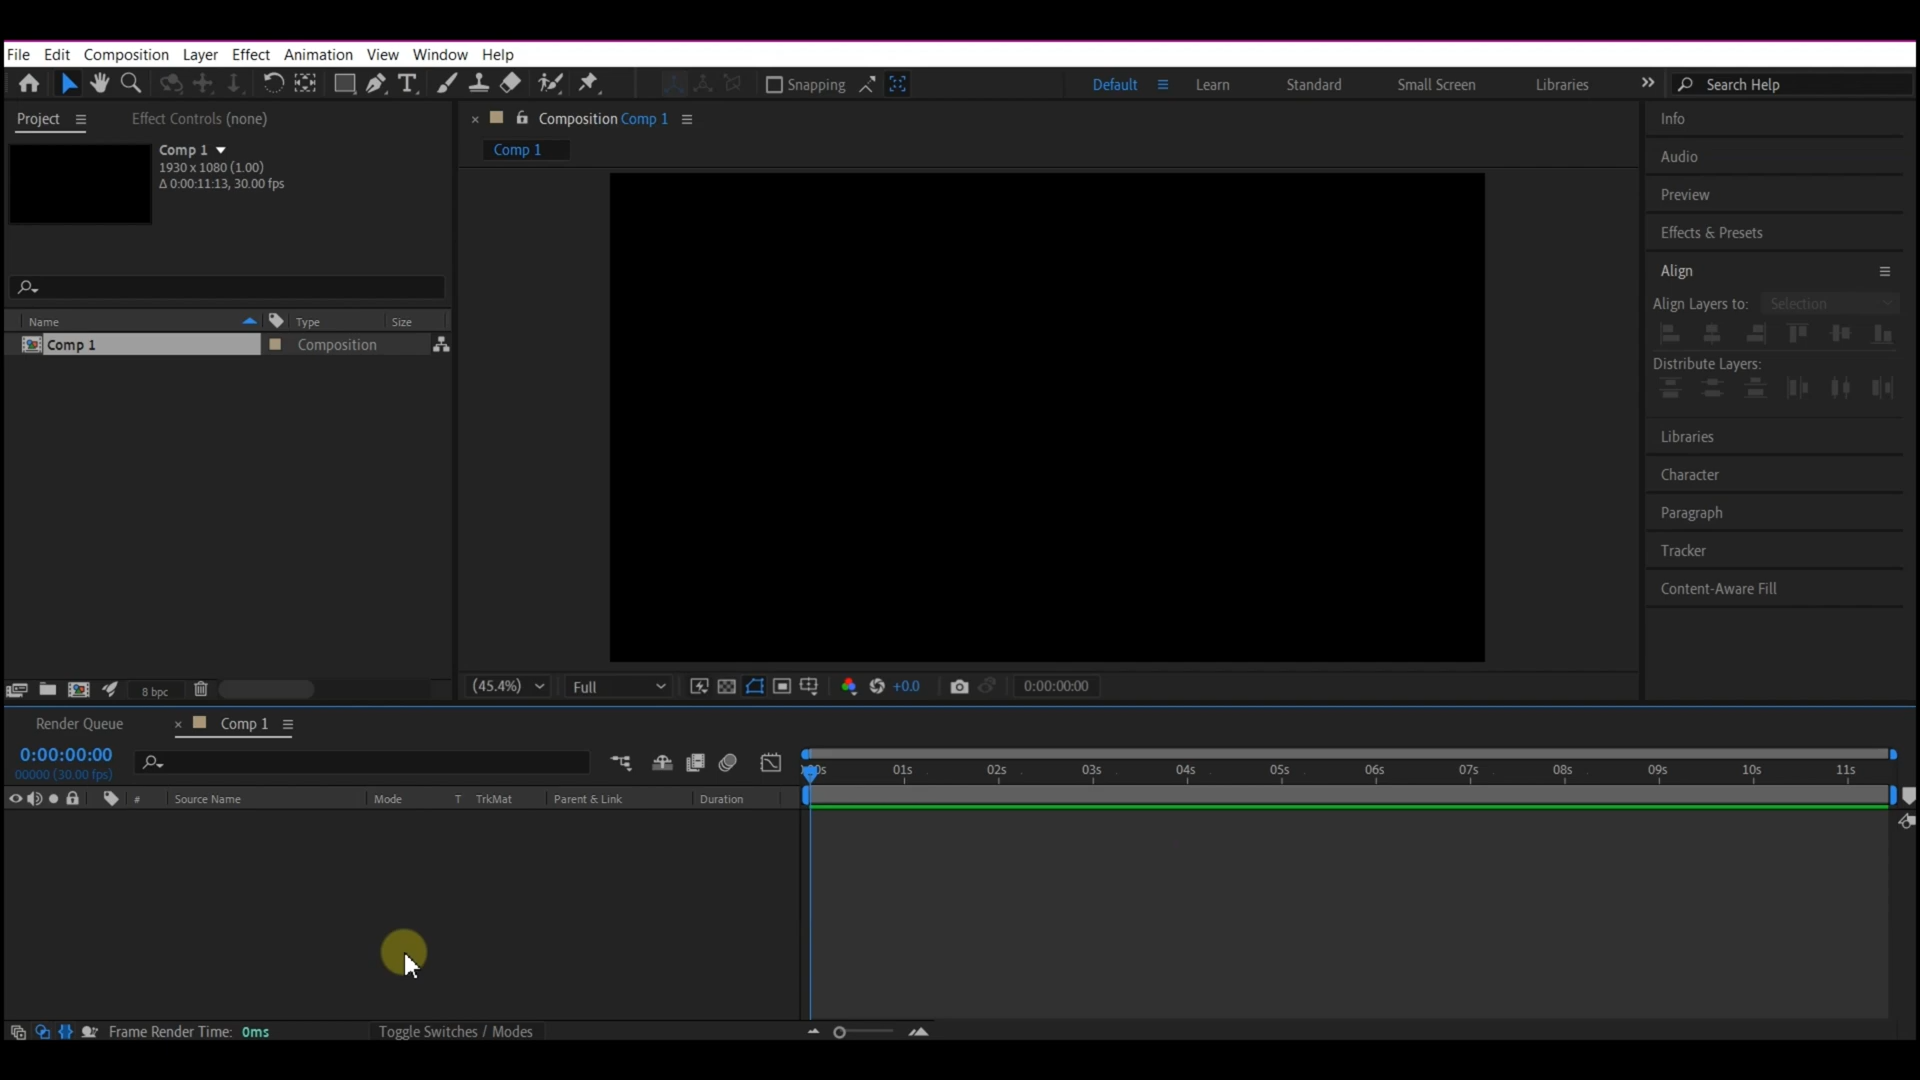 File Edit Composition Layer Effect Animation View Window Help
Snapping
Default Learn Standard Small Screen Libraries
Search Help
Project
Effect Controls (none)
Comp 1
1930 x 1080 (1.00)
Δ 0:00:11:13, 30.00 fps
Name Type Size
Comp 1 Composition
8 bpc
Composition Comp 1
Comp 1
(45.4%) Full +0.0 0:00:00:00
Info
Audio
Preview
Effects & Presets
Align
Align Layers to: Selection
Distribute Layers:
Libraries
Character
Paragraph
Tracker
Content-Aware Fill
Render Queue Comp 1
0:00:00:00
00000 (30.00 fps)
01s 02s 03s 04s 05s 06s 07s 08s 09s 10s 11s
# Source Name Mode T TrkMat Parent & Link Duration
Frame Render Time: 0ms
Toggle Switches / Modes